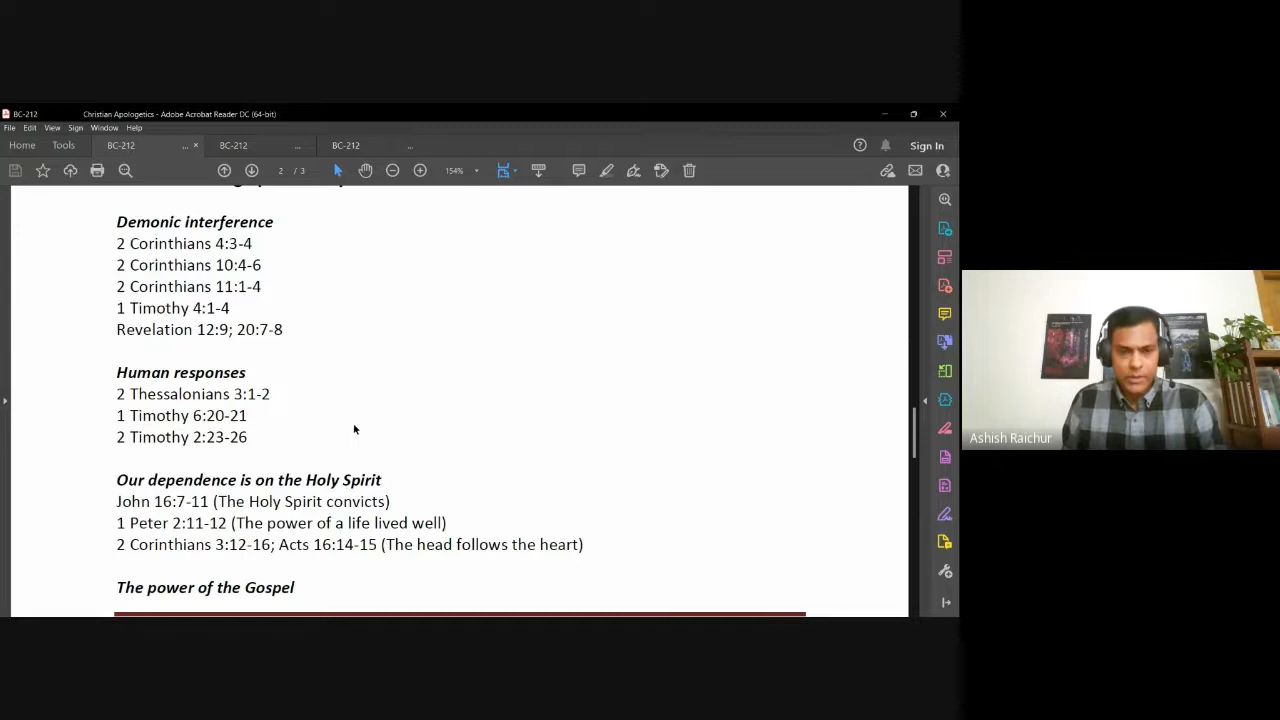 BC-212 Christian Apologetics - Adobe Acrobat Reader DC (64-bit)
File Edit View Sign Window Help
Home Tools BC-212 ... × BC-212 ... BC-212 ... Sign In
2 / 3 154%
Demonic interference
2 Corinthians 4:3-4
2 Corinthians 10:4-6
2 Corinthians 11:1-4
1 Timothy 4:1-4
Revelation 12:9; 20:7-8
Human responses
2 Thessalonians 3:1-2
1 Timothy 6:20-21
2 Timothy 2:23-26
Our dependence is on the Holy Spirit
John 16:7-11 (The Holy Spirit convicts)
1 Peter 2:11-12 (The power of a life lived well)
2 Corinthians 3:12-16; Acts 16:14-15 (The head follows the heart)
The power of the Gospel
Ashish Raichur